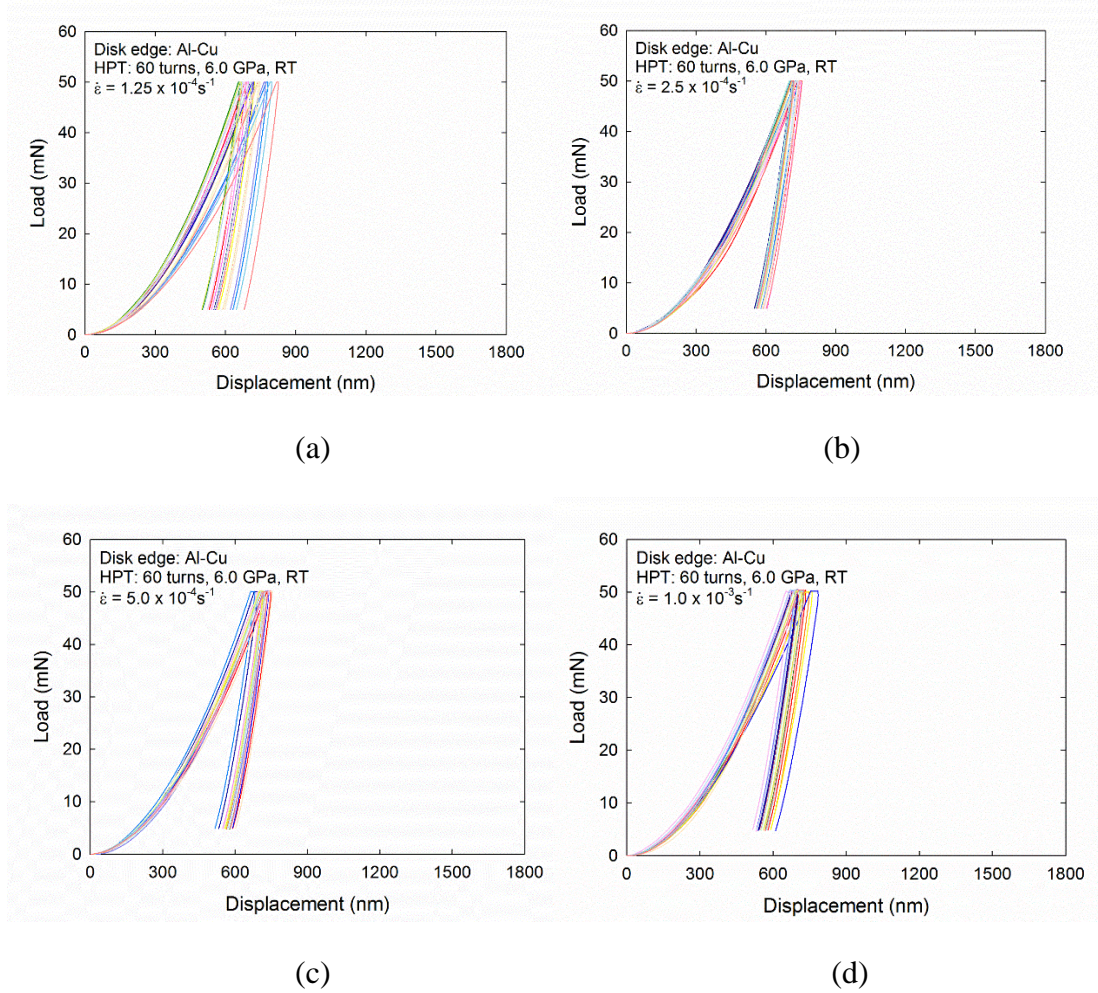 60
50
40
30
20
10
0
Load (mN)
Disk edge: Al-Cu
HPT: 60 turns, 6.0 GPa, RT
ε̇ = 1.25 x 10⁻⁴s⁻¹
0 300 600 900 1200 1500 1800
Displacement (nm)
(a)
60
50
40
30
20
10
0
Load (mN)
Disk edge: Al-Cu
HPT: 60 turns, 6.0 GPa, RT
ε̇ = 2.5 x 10⁻⁴s⁻¹
0 300 600 900 1200 1500 1800
Displacement (nm)
(b)
60
50
40
30
20
10
0
Load (mN)
Disk edge: Al-Cu
HPT: 60 turns, 6.0 GPa, RT
ε̇ = 5.0 x 10⁻⁴s⁻¹
0 300 600 900 1200 1500 1800
Displacement (nm)
(c)
60
50
40
30
20
10
0
Load (mN)
Disk edge: Al-Cu
HPT: 60 turns, 6.0 GPa, RT
ε̇ = 1.0 x 10⁻³s⁻¹
0 300 600 900 1200 1500 1800
Displacement (nm)
(d)